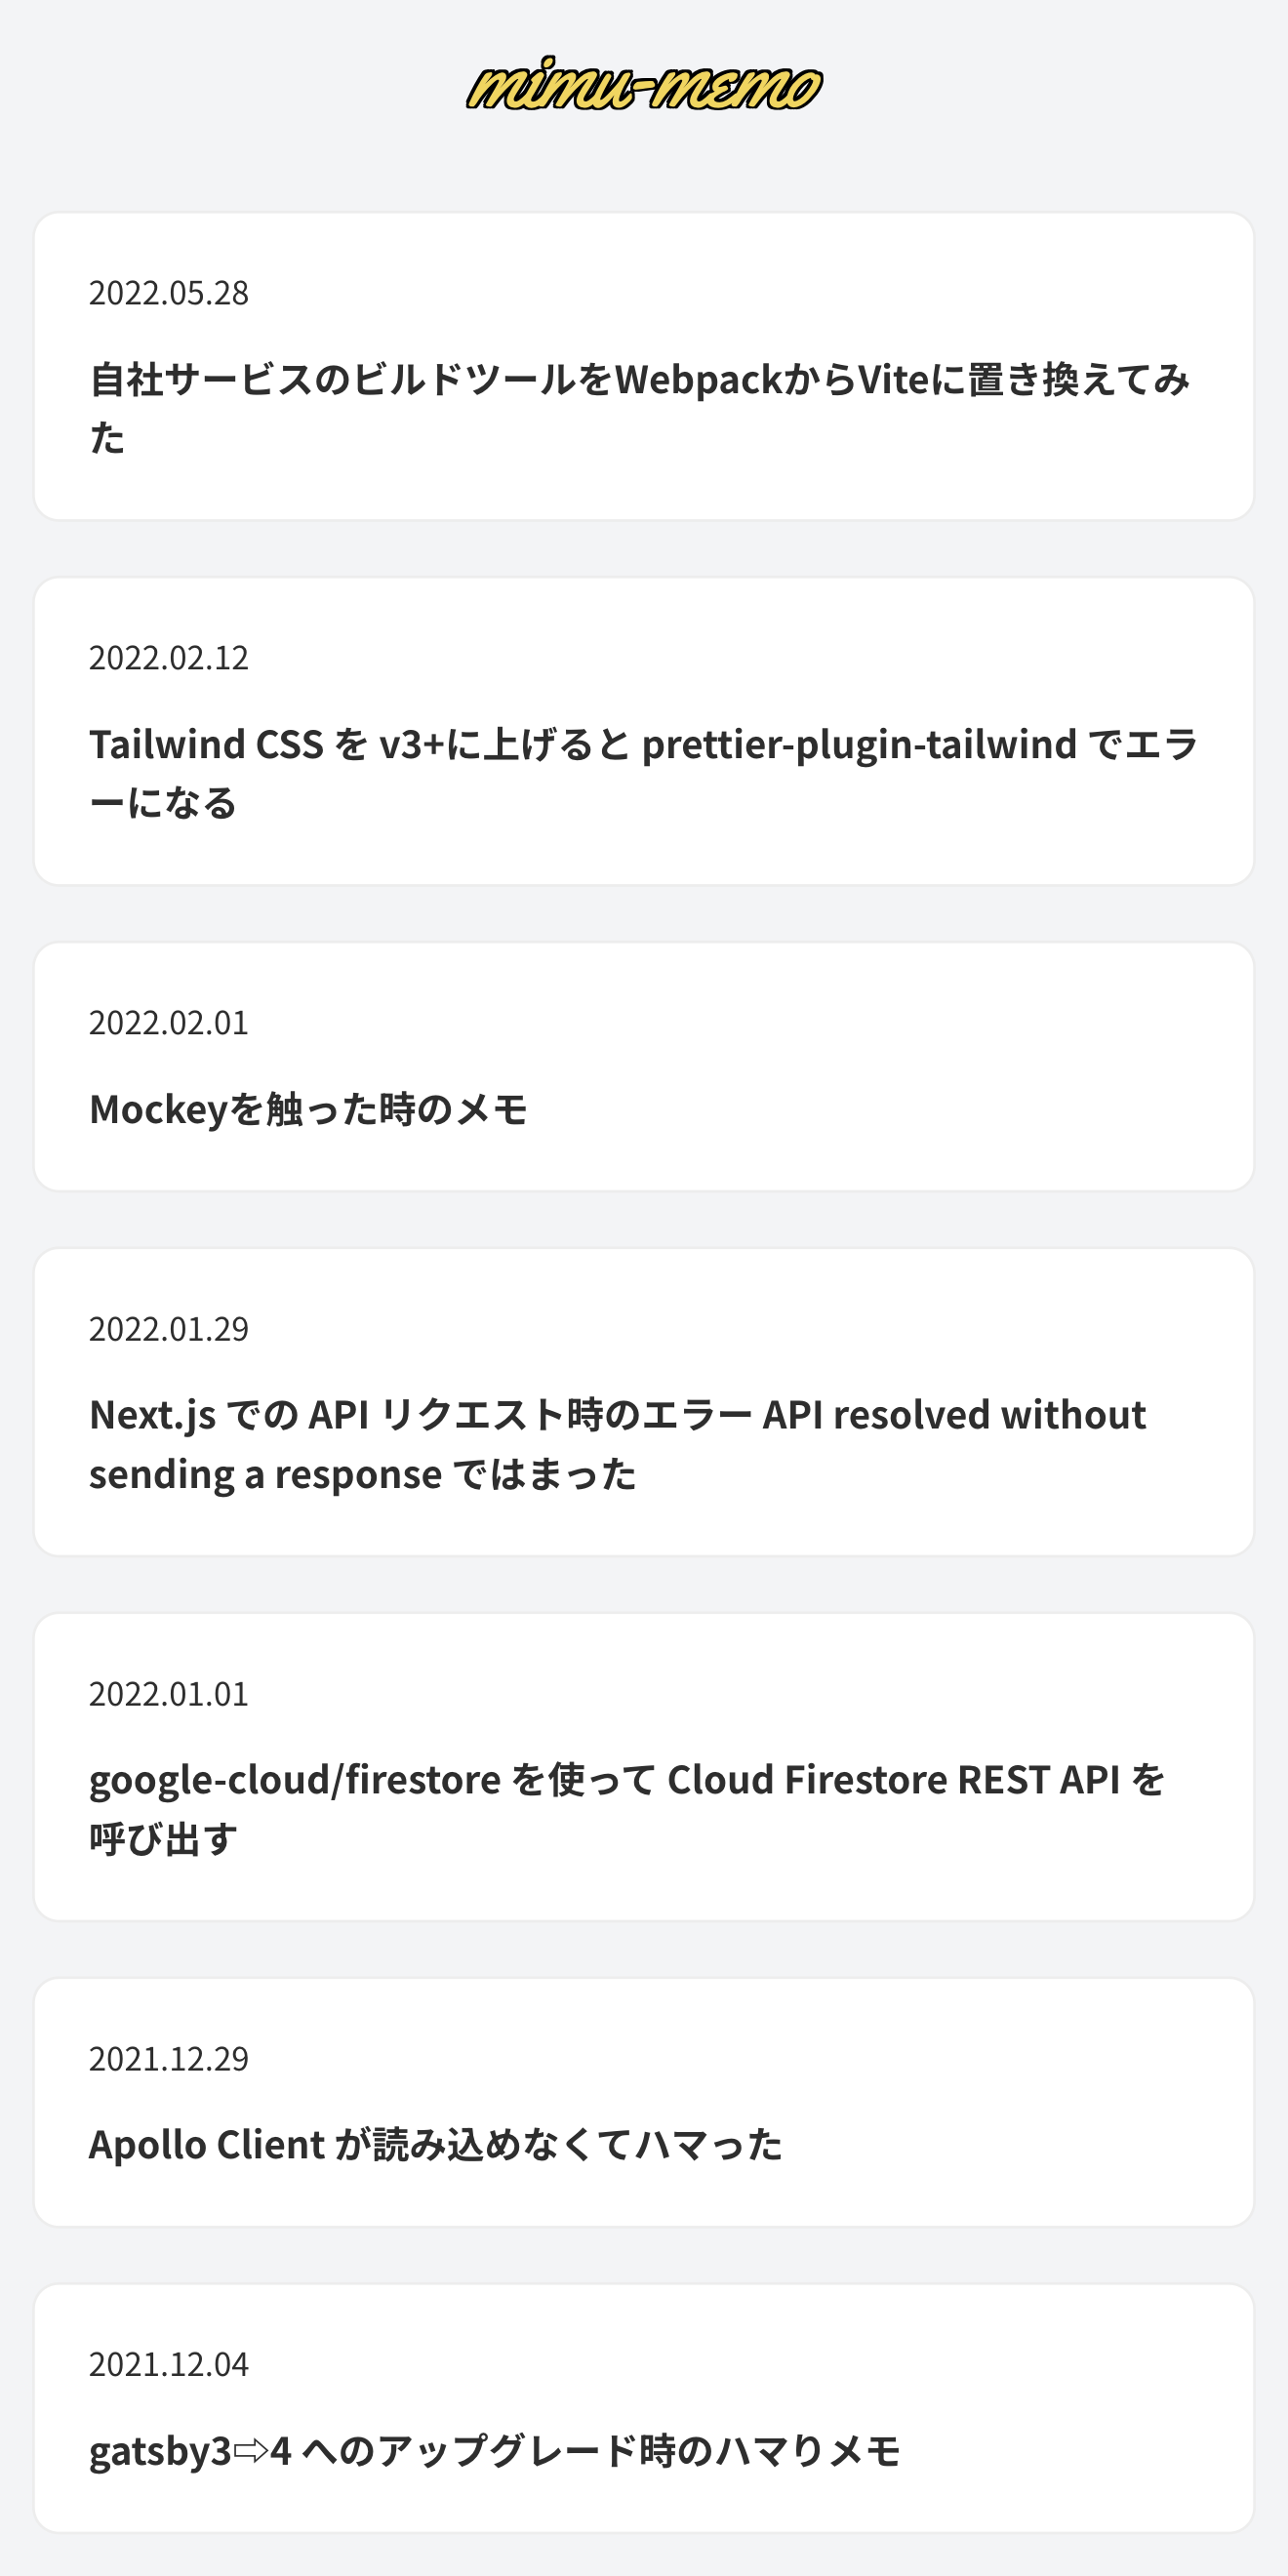 mimu-memo
2022.05.28
自社サービスのビルドツールをWebpackからViteに置き換えてみ
た
2022.02.12
Tailwind CSS を v3+に上げると prettier-plugin-tailwind でエラ
ーになる
2022.02.01
Mockeyを触った時のメモ
2022.01.29
Next.js での API リクエスト時のエラー API resolved without
sending a response ではまった
2022.01.01
google-cloud/firestore を使って Cloud Firestore REST API を
呼び出す
2021.12.29
Apollo Client が読み込めなくてハマった
2021.12.04
gatsby3⇨4 へのアップグレード時のハマりメモ